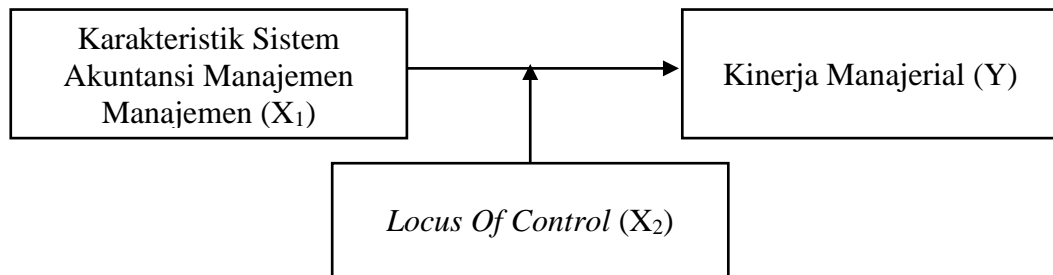 Karakteristik Sistem
Akuntansi Manajemen
Manajemen (X₁)
Kinerja Manajerial (Y)
Locus Of Control (X₂)